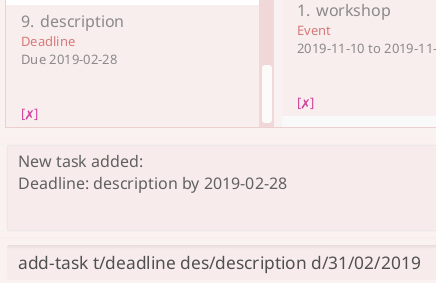 9. description
Deadline
Due 2019-02-28
[✗]
1. workshop
Event
2019-11-10 to 2019-11-
[✗]
New task added:
Deadline: description by 2019-02-28
add-task t/deadline des/description d/31/02/2019